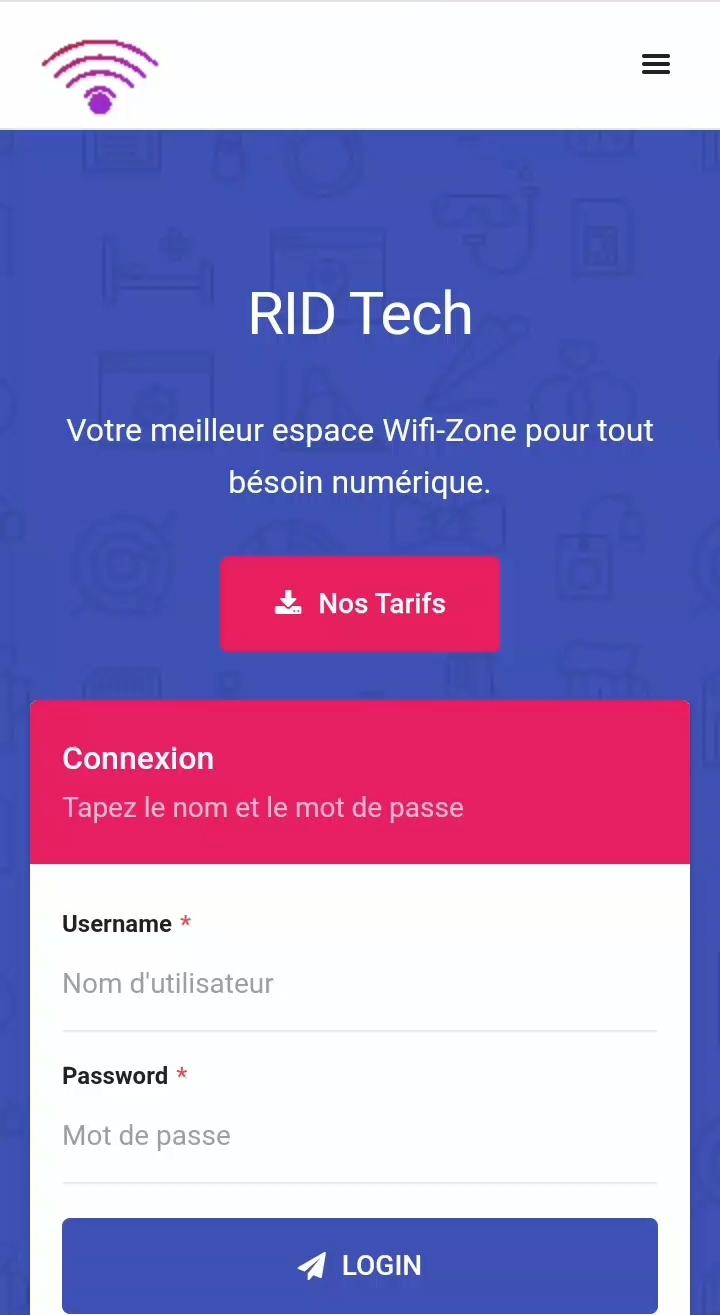 RID Tech
Votre meilleur espace Wifi-Zone pour tout
bésoin numérique.
Nos Tarifs
Connexion
Tapez le nom et le mot de passe
Username *
Nom d'utilisateur
Password *
Mot de passe
LOGIN